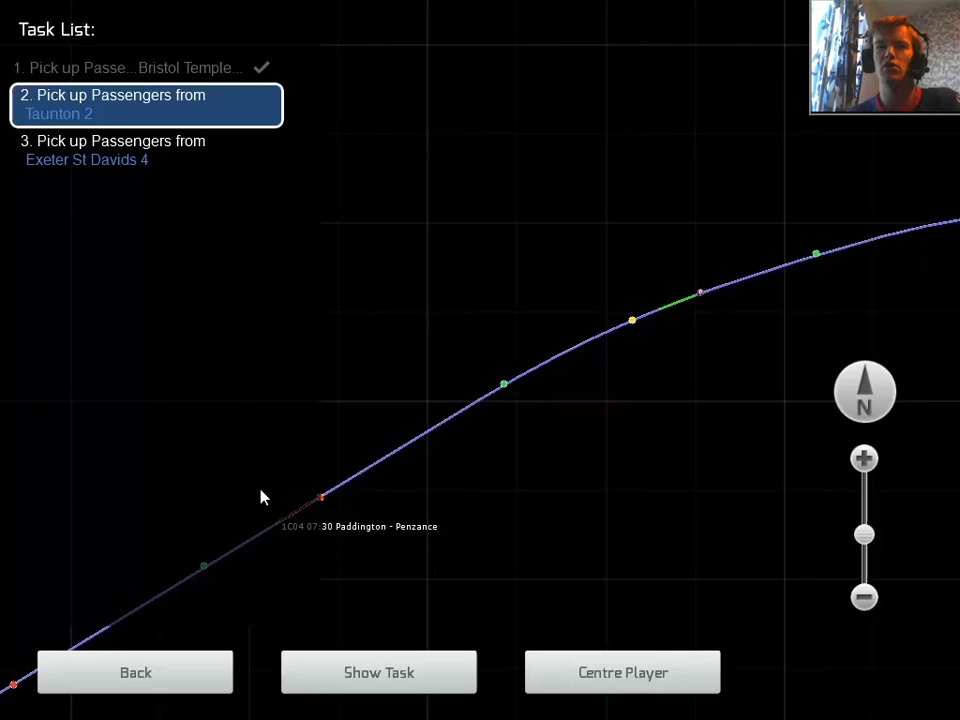 Task List:
1. Pick up Passe...Bristol Temple...
2. Pick up Passengers from
Taunton 2
3. Pick up Passengers from
Exeter St Davids 4
N
1C04 07:30 Paddington - Penzance
Back
Show Task
Centre Player